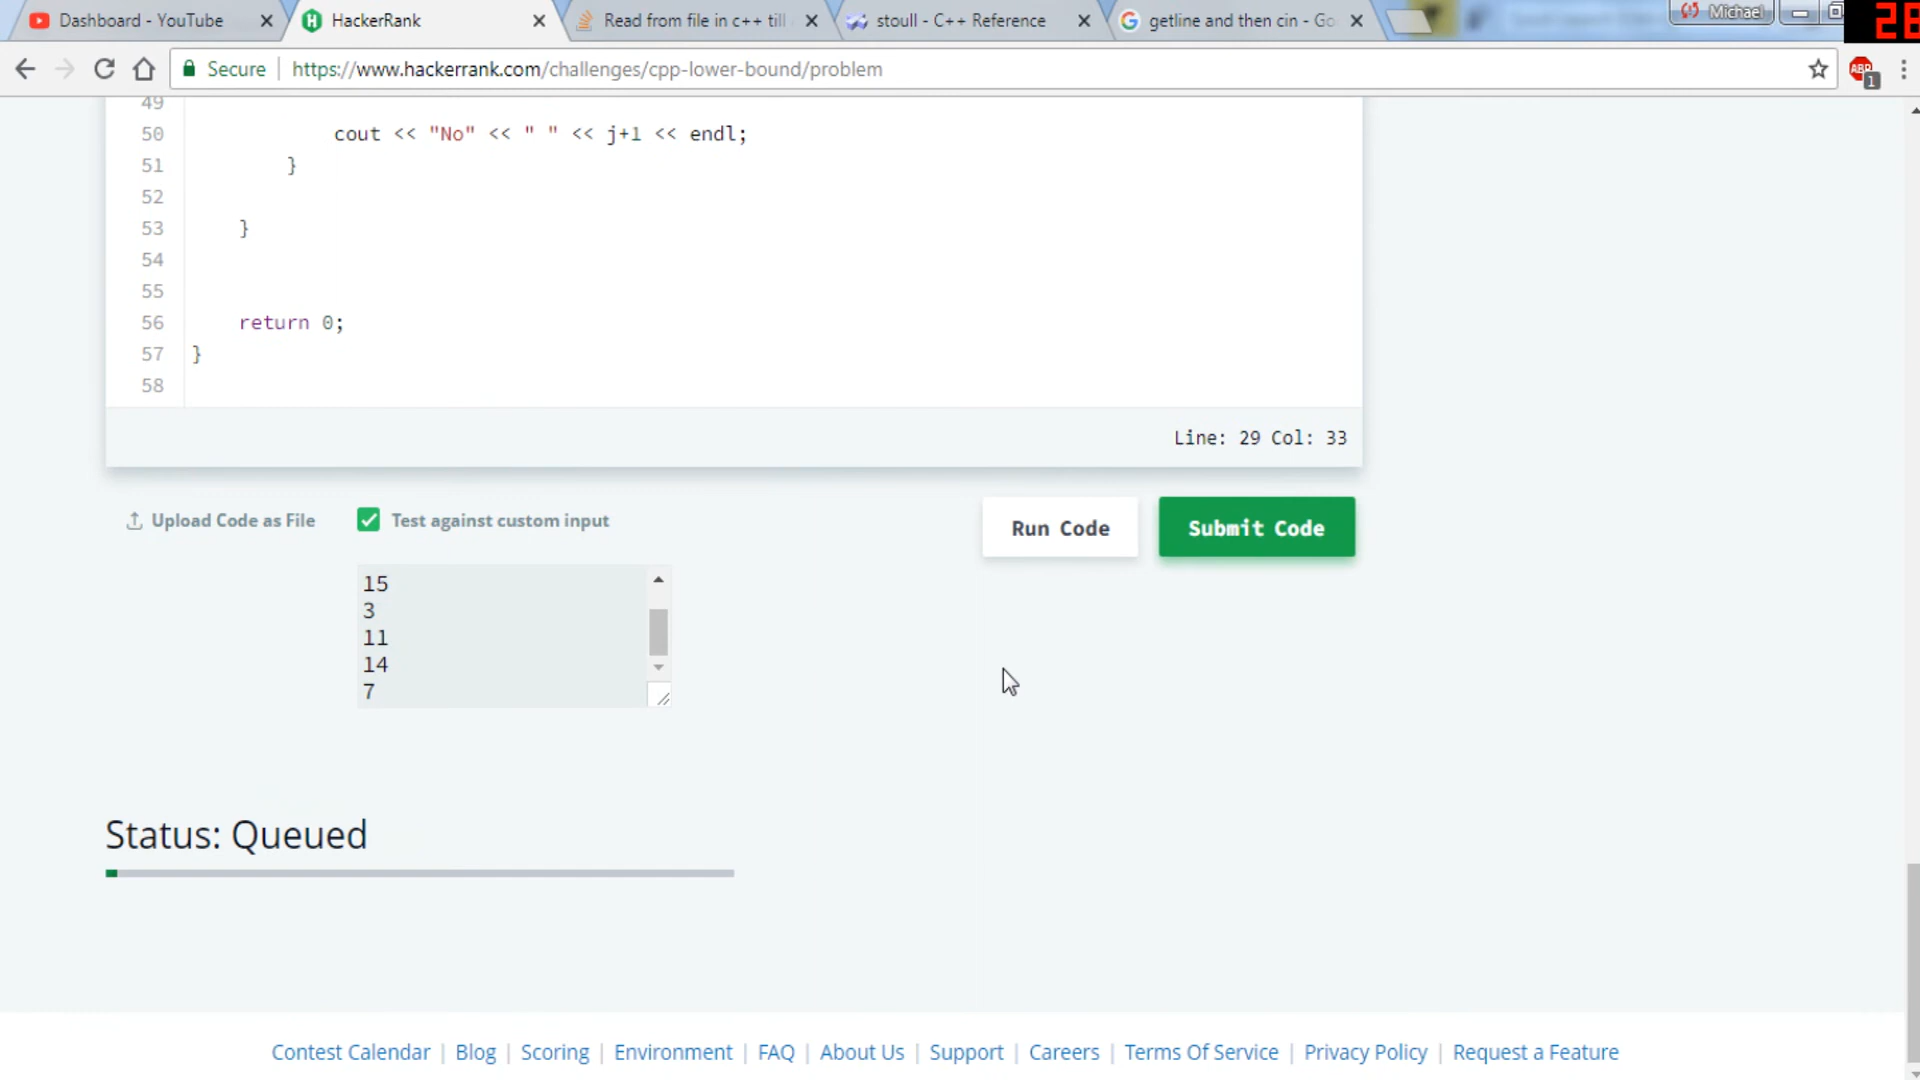 Dashboard - YouTube
HackerRank
Read from file in c++ till
stoull - C++ Reference
getline and then cin - Go
Michael
28
Secure
https://www.hackerrank.com/challenges/cpp-lower-bound/problem
ABP
1
49
50 cout << "No" << " " << j+1 << endl;
51 }
52
53 }
54
55
56 return 0;
57 }
58
Line: 29 Col: 33
Upload Code as File
Test against custom input
Run Code
Submit Code
15
3
11
14
7
Status: Queued
Contest Calendar | Blog | Scoring | Environment | FAQ | About Us | Support | Careers | Terms Of Service | Privacy Policy | Request a Feature